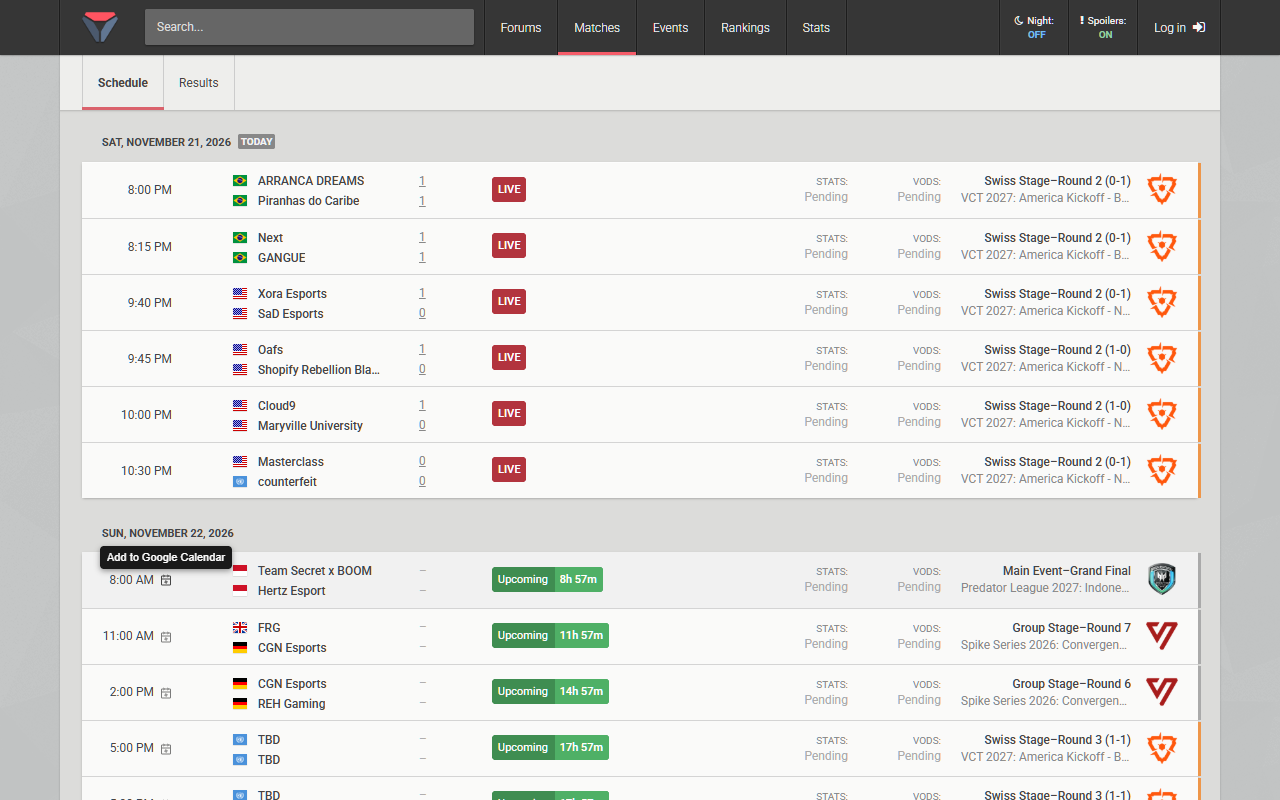 Search...
Forums
Matches
Events
Rankings
Stats
Night:
OFF
Spoilers:
ON
Log in
Schedule
Results
SAT, NOVEMBER 21, 2026 TODAY
8:00 PM
ARRANCA DREAMS 1
Piranhas do Caribe 1
LIVE
STATS:
Pending
VODS:
Pending
Swiss Stage–Round 2 (0-1)
VCT 2027: America Kickoff - B...
8:15 PM
Next 1
GANGUE 1
LIVE
STATS:
Pending
VODS:
Pending
Swiss Stage–Round 2 (0-1)
VCT 2027: America Kickoff - B...
9:40 PM
Xora Esports 1
SaD Esports 0
LIVE
STATS:
Pending
VODS:
Pending
Swiss Stage–Round 2 (0-1)
VCT 2027: America Kickoff - N...
9:45 PM
Oafs 1
Shopify Rebellion Bla... 0
LIVE
STATS:
Pending
VODS:
Pending
Swiss Stage–Round 2 (1-0)
VCT 2027: America Kickoff - N...
10:00 PM
Cloud9 1
Maryville University 0
LIVE
STATS:
Pending
VODS:
Pending
Swiss Stage–Round 2 (1-0)
VCT 2027: America Kickoff - N...
10:30 PM
Masterclass 0
counterfeit 0
LIVE
STATS:
Pending
VODS:
Pending
Swiss Stage–Round 2 (0-1)
VCT 2027: America Kickoff - N...
SUN, NOVEMBER 22, 2026
Add to Google Calendar
8:00 AM
Team Secret x BOOM –
Hertz Esport –
Upcoming 8h 57m
STATS:
Pending
VODS:
Pending
Main Event–Grand Final
Predator League 2027: Indone...
11:00 AM
FRG –
CGN Esports –
Upcoming 11h 57m
STATS:
Pending
VODS:
Pending
Group Stage–Round 7
Spike Series 2026: Convergen...
2:00 PM
CGN Esports –
REH Gaming –
Upcoming 14h 57m
STATS:
Pending
VODS:
Pending
Group Stage–Round 6
Spike Series 2026: Convergen...
5:00 PM
TBD –
TBD –
Upcoming 17h 57m
STATS:
Pending
VODS:
Pending
Swiss Stage–Round 3 (1-1)
VCT 2027: America Kickoff - B...
TBD
STATS:
VODS:
Swiss Stage–Round 3 (1-1)